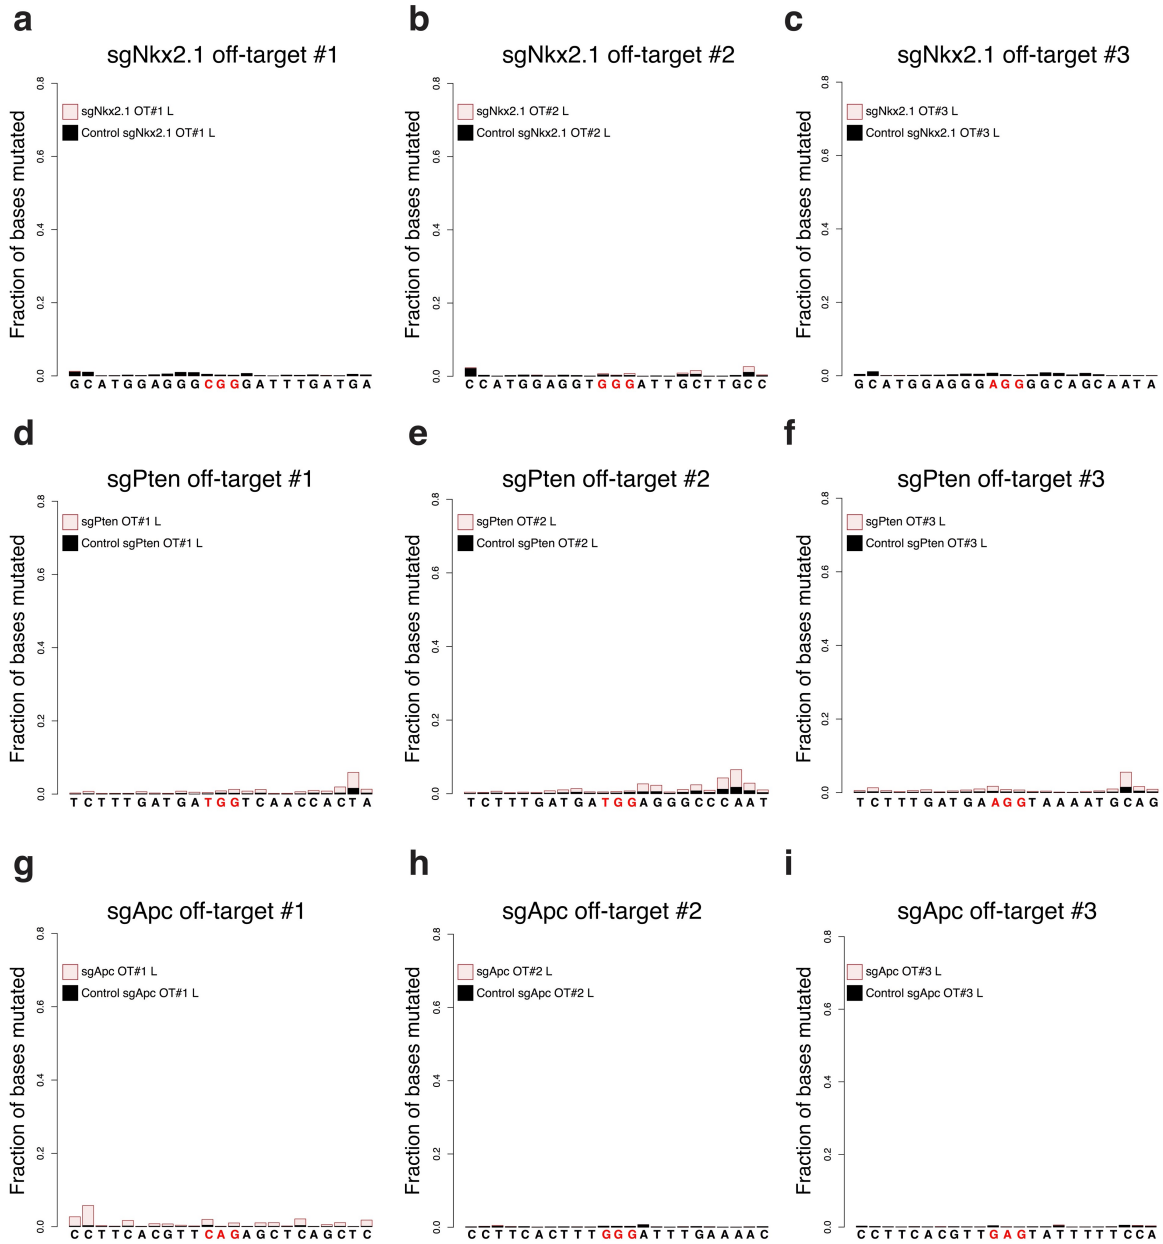 a
sgNkx2.1 off-target #1
Fraction of bases mutated
0.8
0.6
0.4
0.2
0.0
sgNkx2.1 OT#1 L
Control sgNkx2.1 OT#1 L
G C A T G G A G G G C G G G A T T T G A T G A
b
sgNkx2.1 off-target #2
Fraction of bases mutated
0.8
0.6
0.4
0.2
0.0
sgNkx2.1 OT#2 L
Control sgNkx2.1 OT#2 L
C C A T G G A G G T G G G A T T G C T T G C C
c
sgNkx2.1 off-target #3
Fraction of bases mutated
0.8
0.6
0.4
0.2
0.0
sgNkx2.1 OT#3 L
Control sgNkx2.1 OT#3 L
G C A T G G A G G G A G G G G C A G C A A T A
d
sgPten off-target #1
Fraction of bases mutated
0.8
0.6
0.4
0.2
0.0
sgPten OT#1 L
Control sgPten OT#1 L
T C T T T G A T G A T G G T C A A C C A C T A
e
sgPten off-target #2
Fraction of bases mutated
0.8
0.6
0.4
0.2
0.0
sgPten OT#2 L
Control sgPten OT#2 L
T C T T T G A T G A T G G A G G G C C C A A T
f
sgPten off-target #3
Fraction of bases mutated
0.8
0.6
0.4
0.2
0.0
sgPten OT#3 L
Control sgPten OT#3 L
T C T T T G A T G A A G G T A A A A T G C A G
g
sgApc off-target #1
Fraction of bases mutated
0.8
0.6
0.4
0.2
0.0
sgApc OT#1 L
Control sgApc OT#1 L
C C T T C A C G T T C A G A G C T C A G C T C
h
sgApc off-target #2
Fraction of bases mutated
0.8
0.6
0.4
0.2
0.0
sgApc OT#2 L
Control sgApc OT#2 L
C C T T C A C T T T G G G A T T T G A A A A C
i
sgApc off-target #3
Fraction of bases mutated
0.8
0.6
0.4
0.2
0.0
sgApc OT#3 L
Control sgApc OT#3 L
C C T T C A C G T T G A G T A T T T T T C C A